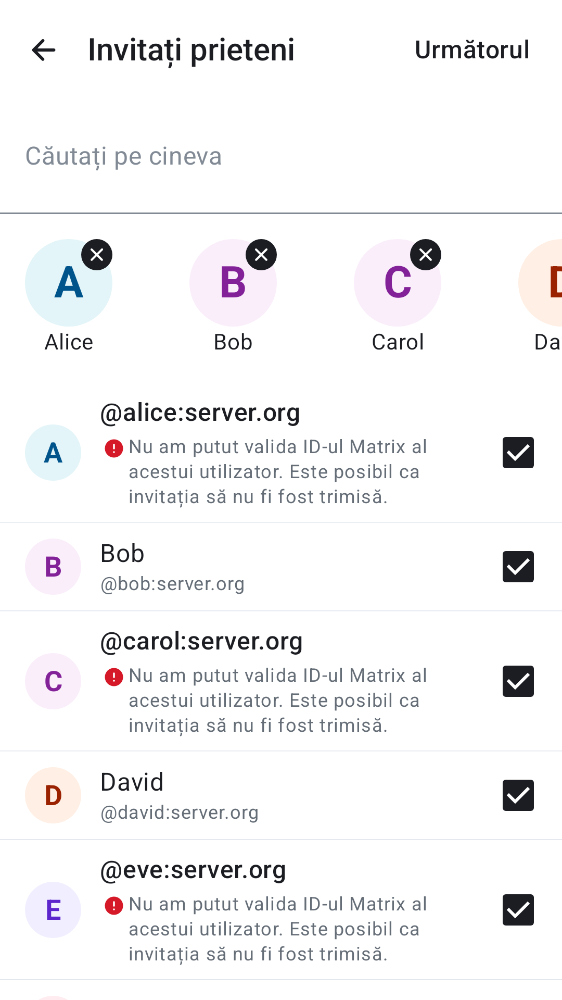 Invitați prieteni
Următorul
Căutați pe cineva
A
B
C
Alice
Bob
Carol
Da
@alice:server.org
A
Nu am putut valida ID-ul Matrix al
acestui utilizator. Este posibil ca
invitația să nu fi fost trimisă.
B
Bob
@bob:server.org
@carol:server.org
C
Nu am putut valida ID-ul Matrix al
acestui utilizator. Este posibil ca
invitația să nu fi fost trimisă.
D
David
@david:server.org
@eve:server.org
E
Nu am putut valida ID-ul Matrix al
acestui utilizator. Este posibil ca
invitația să nu fi fost trimisă.